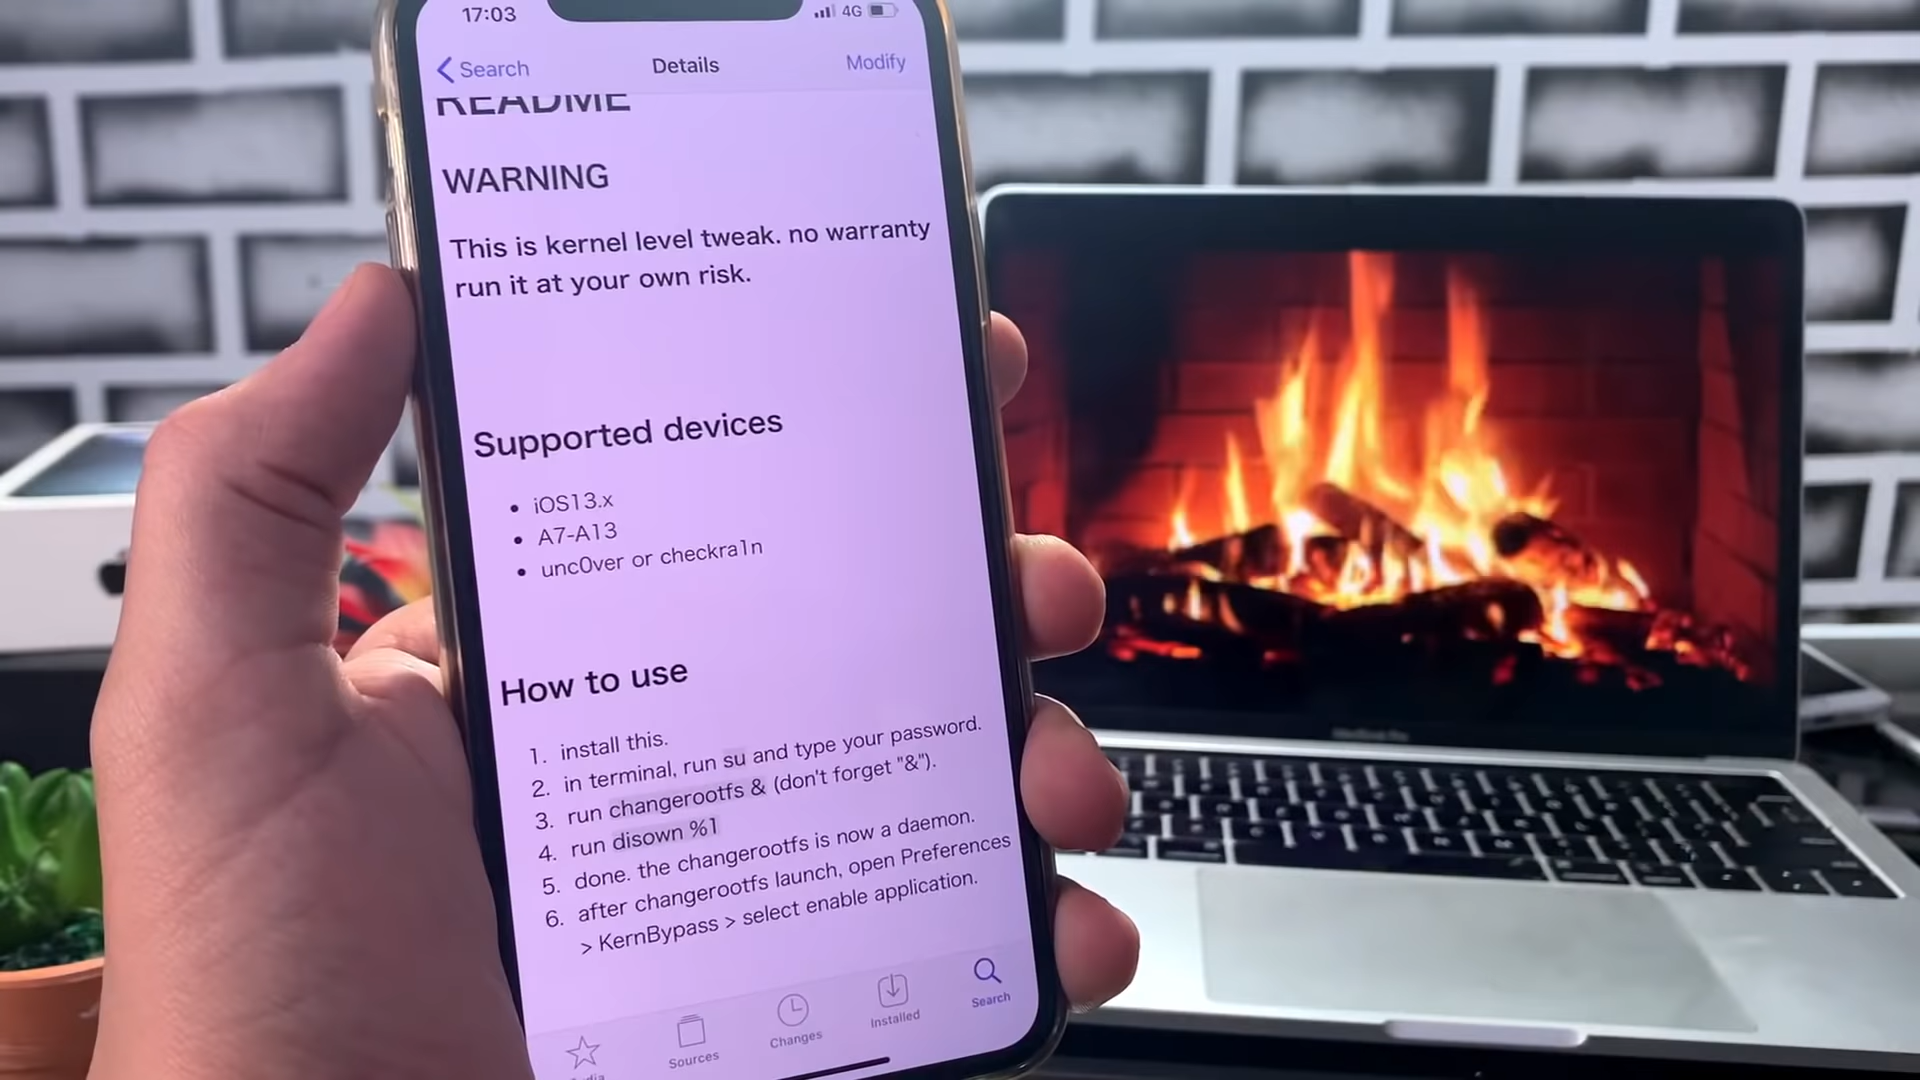 17:03
4G
Search
Details
Modify
README
WARNING
This is kernel level tweak. no warranty
run it at your own risk.
Supported devices
iOS13.x
A7-A13
unc0ver or checkra1n
How to use
1. install this.
2. in terminal, run su and type your password.
3. run changerootfs & (don't forget "&").
4. run disown %1
5. done. the changerootfs is now a daemon.
6. after changerootfs launch, open Preferences
> KernBypass > select enable application.
Sources
Changes
Installed
Search